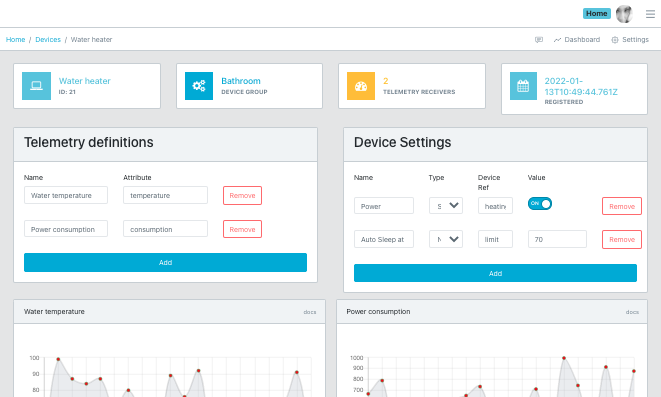 Home
Home / Devices / Water heater
Dashboard
Settings
Water heater
ID: 21
Bathroom
DEVICE GROUP
2
TELEMETRY RECEIVERS
2022-01-
13T10:49:44.761Z
REGISTERED
Telemetry definitions
Name Attribute
Water temperature temperature Remove
Power consumption consumption Remove
Add
Device Settings
Name Type Device Value
Ref
Power ON Remove
Auto Sleep at limit 70 Remove
Add
Water temperature docs
100
90
80
Power consumption docs
1000
900
800
700